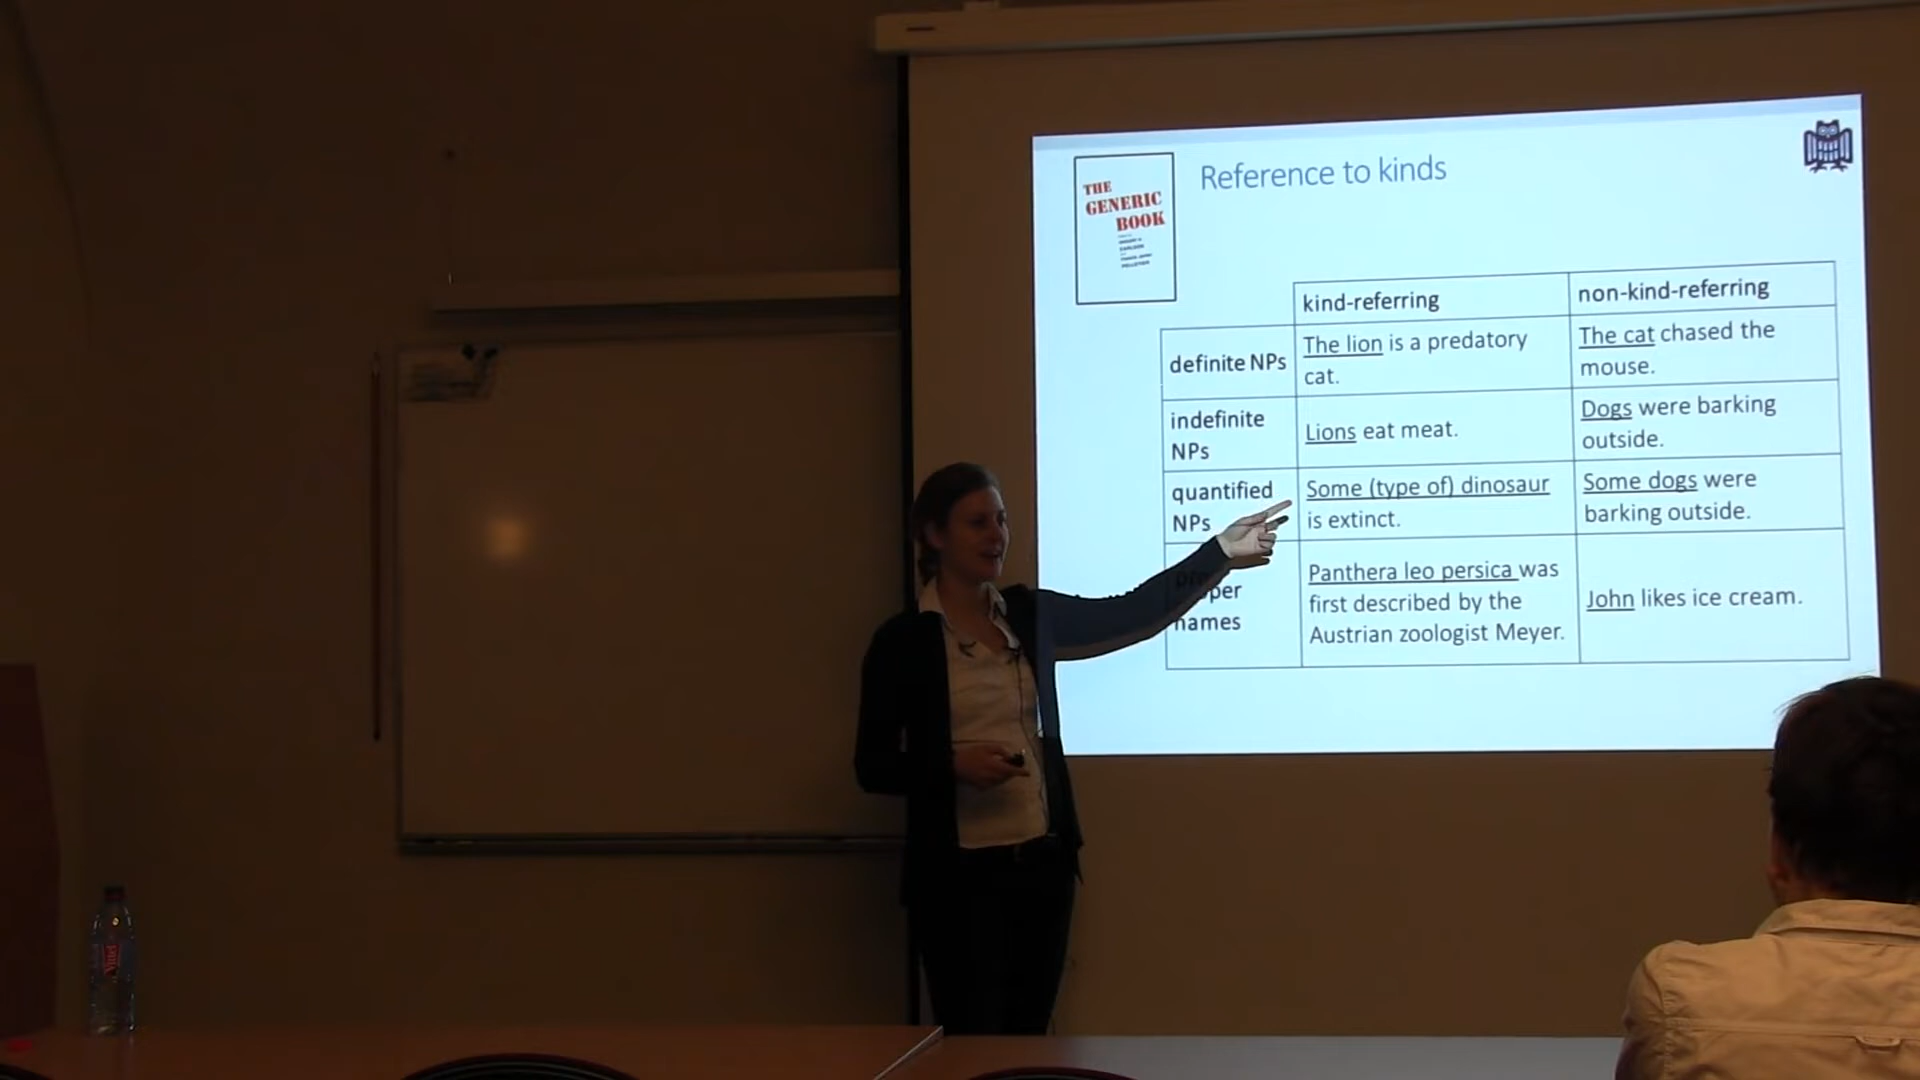 THE
GENERIC
BOOK
Reference to kinds
kind-referring
non-kind-referring
definite NPs
The lion is a predatory
cat.
The cat chased the
mouse.
indefinite
NPs
Lions eat meat.
Dogs were barking
outside.
quantified
NPs
Some (type of) dinosaur
is extinct.
Some dogs were
barking outside.
proper
names
Panthera leo persica was
first described by the
Austrian zoologist Meyer.
John likes ice cream.
Vittel